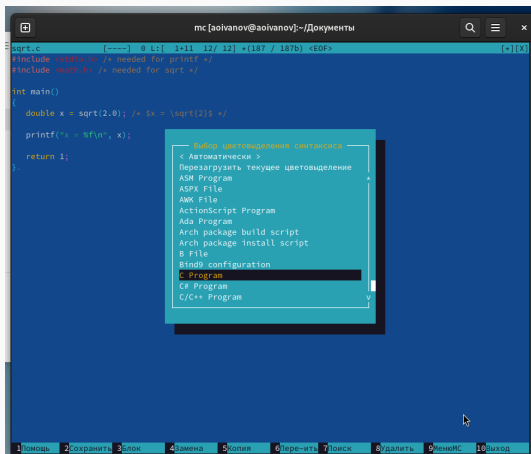 mc [aoivanov@aoivanov]:~/Документы
sqrt.c [----] 0 L:[ 1+11 12/ 12] *(187 / 187b) <EOF> [*][X]
#include <stdio.h> /* needed for printf */
#include <math.h> /* needed for sqrt */
int main()
{
double x = sqrt(2.0); /* $x = \sqrt{2}$ */
printf("x = %f\n", x);
return 1;
}
Выбор цветовыделения синтаксиса
< Автоматически >
Перезагрузить текущее цветовыделение
ASM Program
ASPX File
AWK File
ActionScript Program
Ada Program
Arch package build script
Arch package install script
B File
Bind9 configuration
C Program
C# Program
C/C++ Program
1Помощь 2Сохранить 3Блок 4Замена 5Копия 6Пере~ить 7Поиск 8Удалить 9МенюМС 10Выход